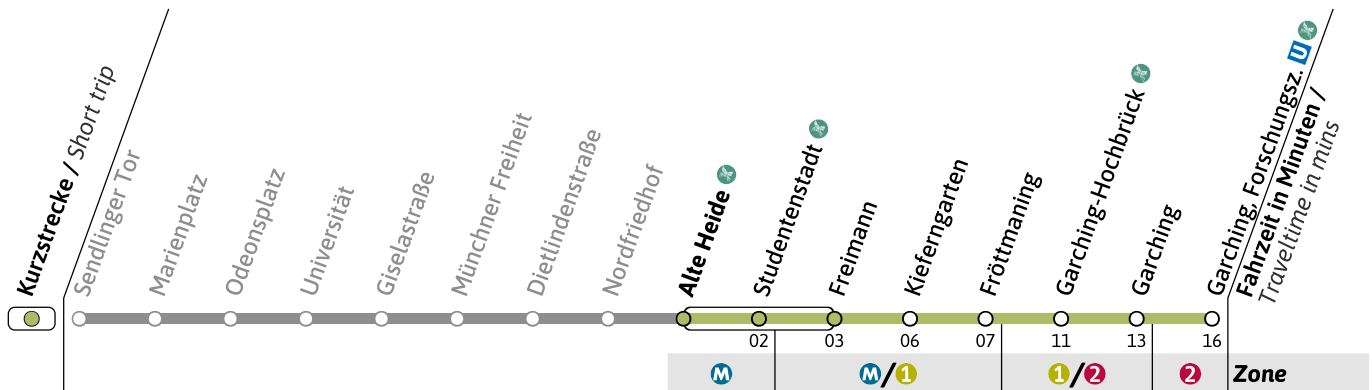 Kurzstrecke / Short trip
Sendlinger Tor
Marienplatz
Odeonsplatz
Universität
Giselastraße
Münchner Freiheit
Dietlindenstraße
Nordfriedhof
Alte Heide
Studentenstadt
Freimann
Kieferngarten
Fröttmaning
Garching-Hochbrück
Garching
Garching, Forschungsz. U
Fahrzeit in Minuten /
Traveltime in mins
02 03 06 07 11 13 16
M M/1 1/2 2 Zone